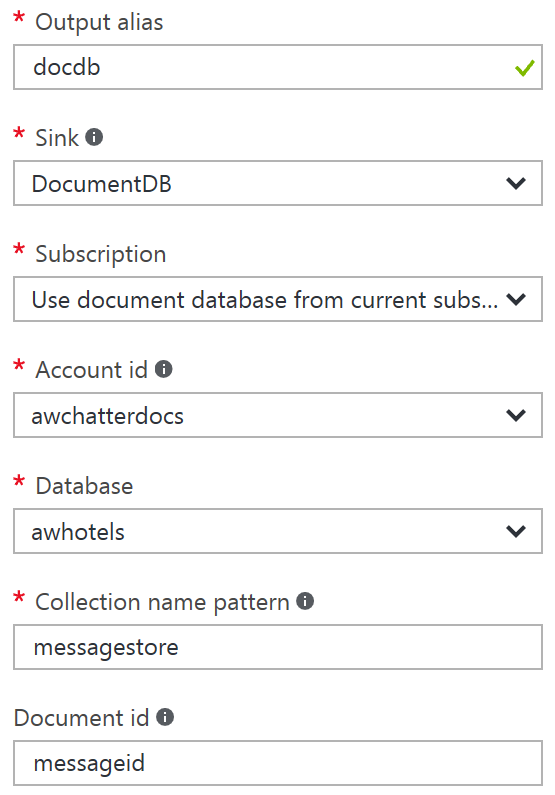 * Output alias
docdb
* Sink
DocumentDB
* Subscription
Use document database from current subs...
* Account id
awchatterdocs
* Database
awhotels
* Collection name pattern
messagestore
Document id
messageid